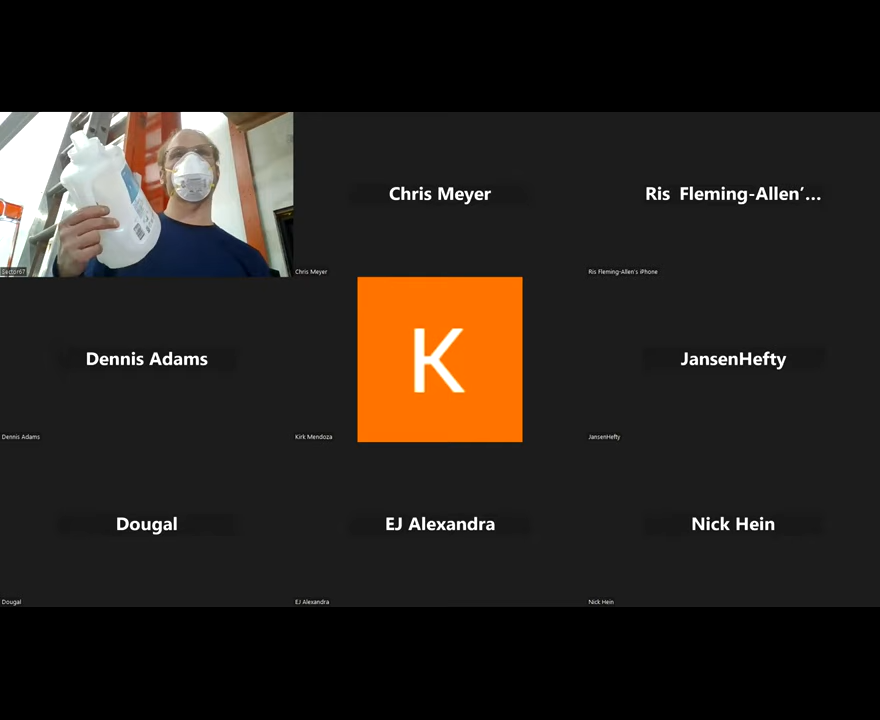 Sector67
Chris Meyer
Chris Meyer
Ris Fleming-Allen’...
Ris Fleming-Allen's iPhone
Dennis Adams
Dennis Adams
K
Kirk Mendoza
JansenHefty
JansenHefty
Dougal
Dougal
EJ Alexandra
EJ Alexandra
Nick Hein
Nick Hein